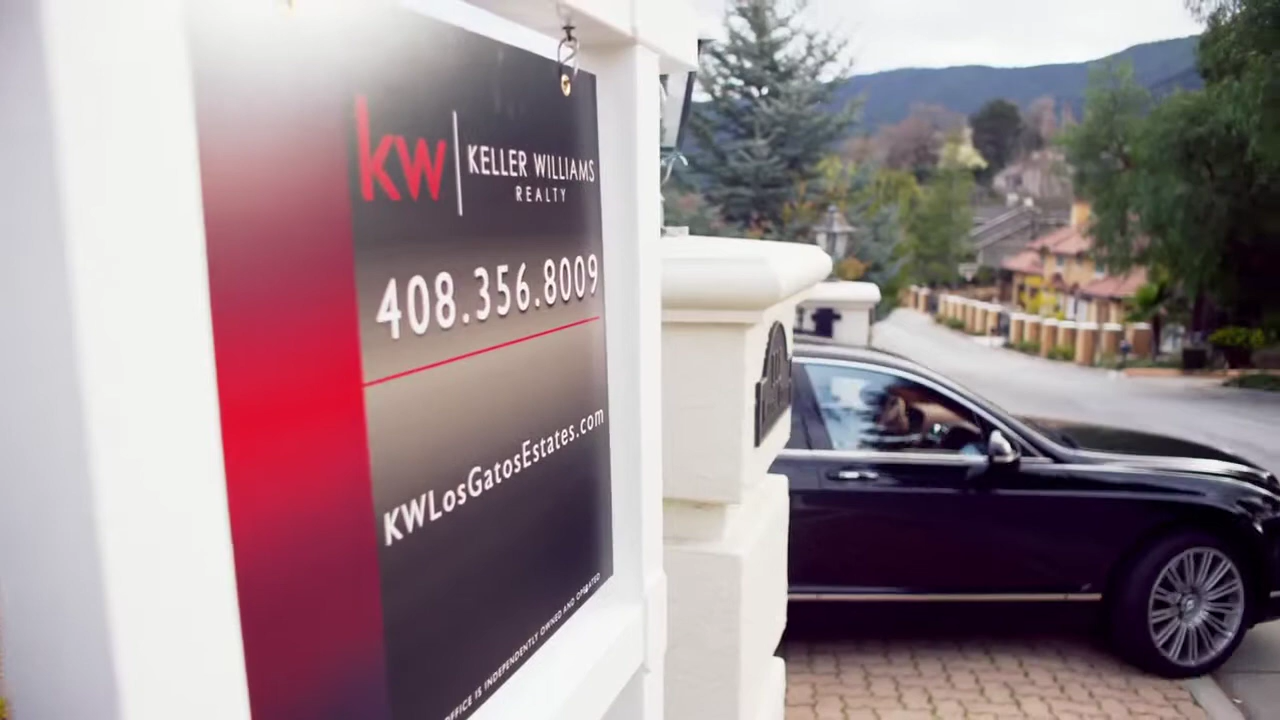 kw KELLER WILLIAMS
REALTY
408.356.8009
KWLosGatosEstates.com
OFFICE IS INDEPENDENTLY OWNED AND OPERATED